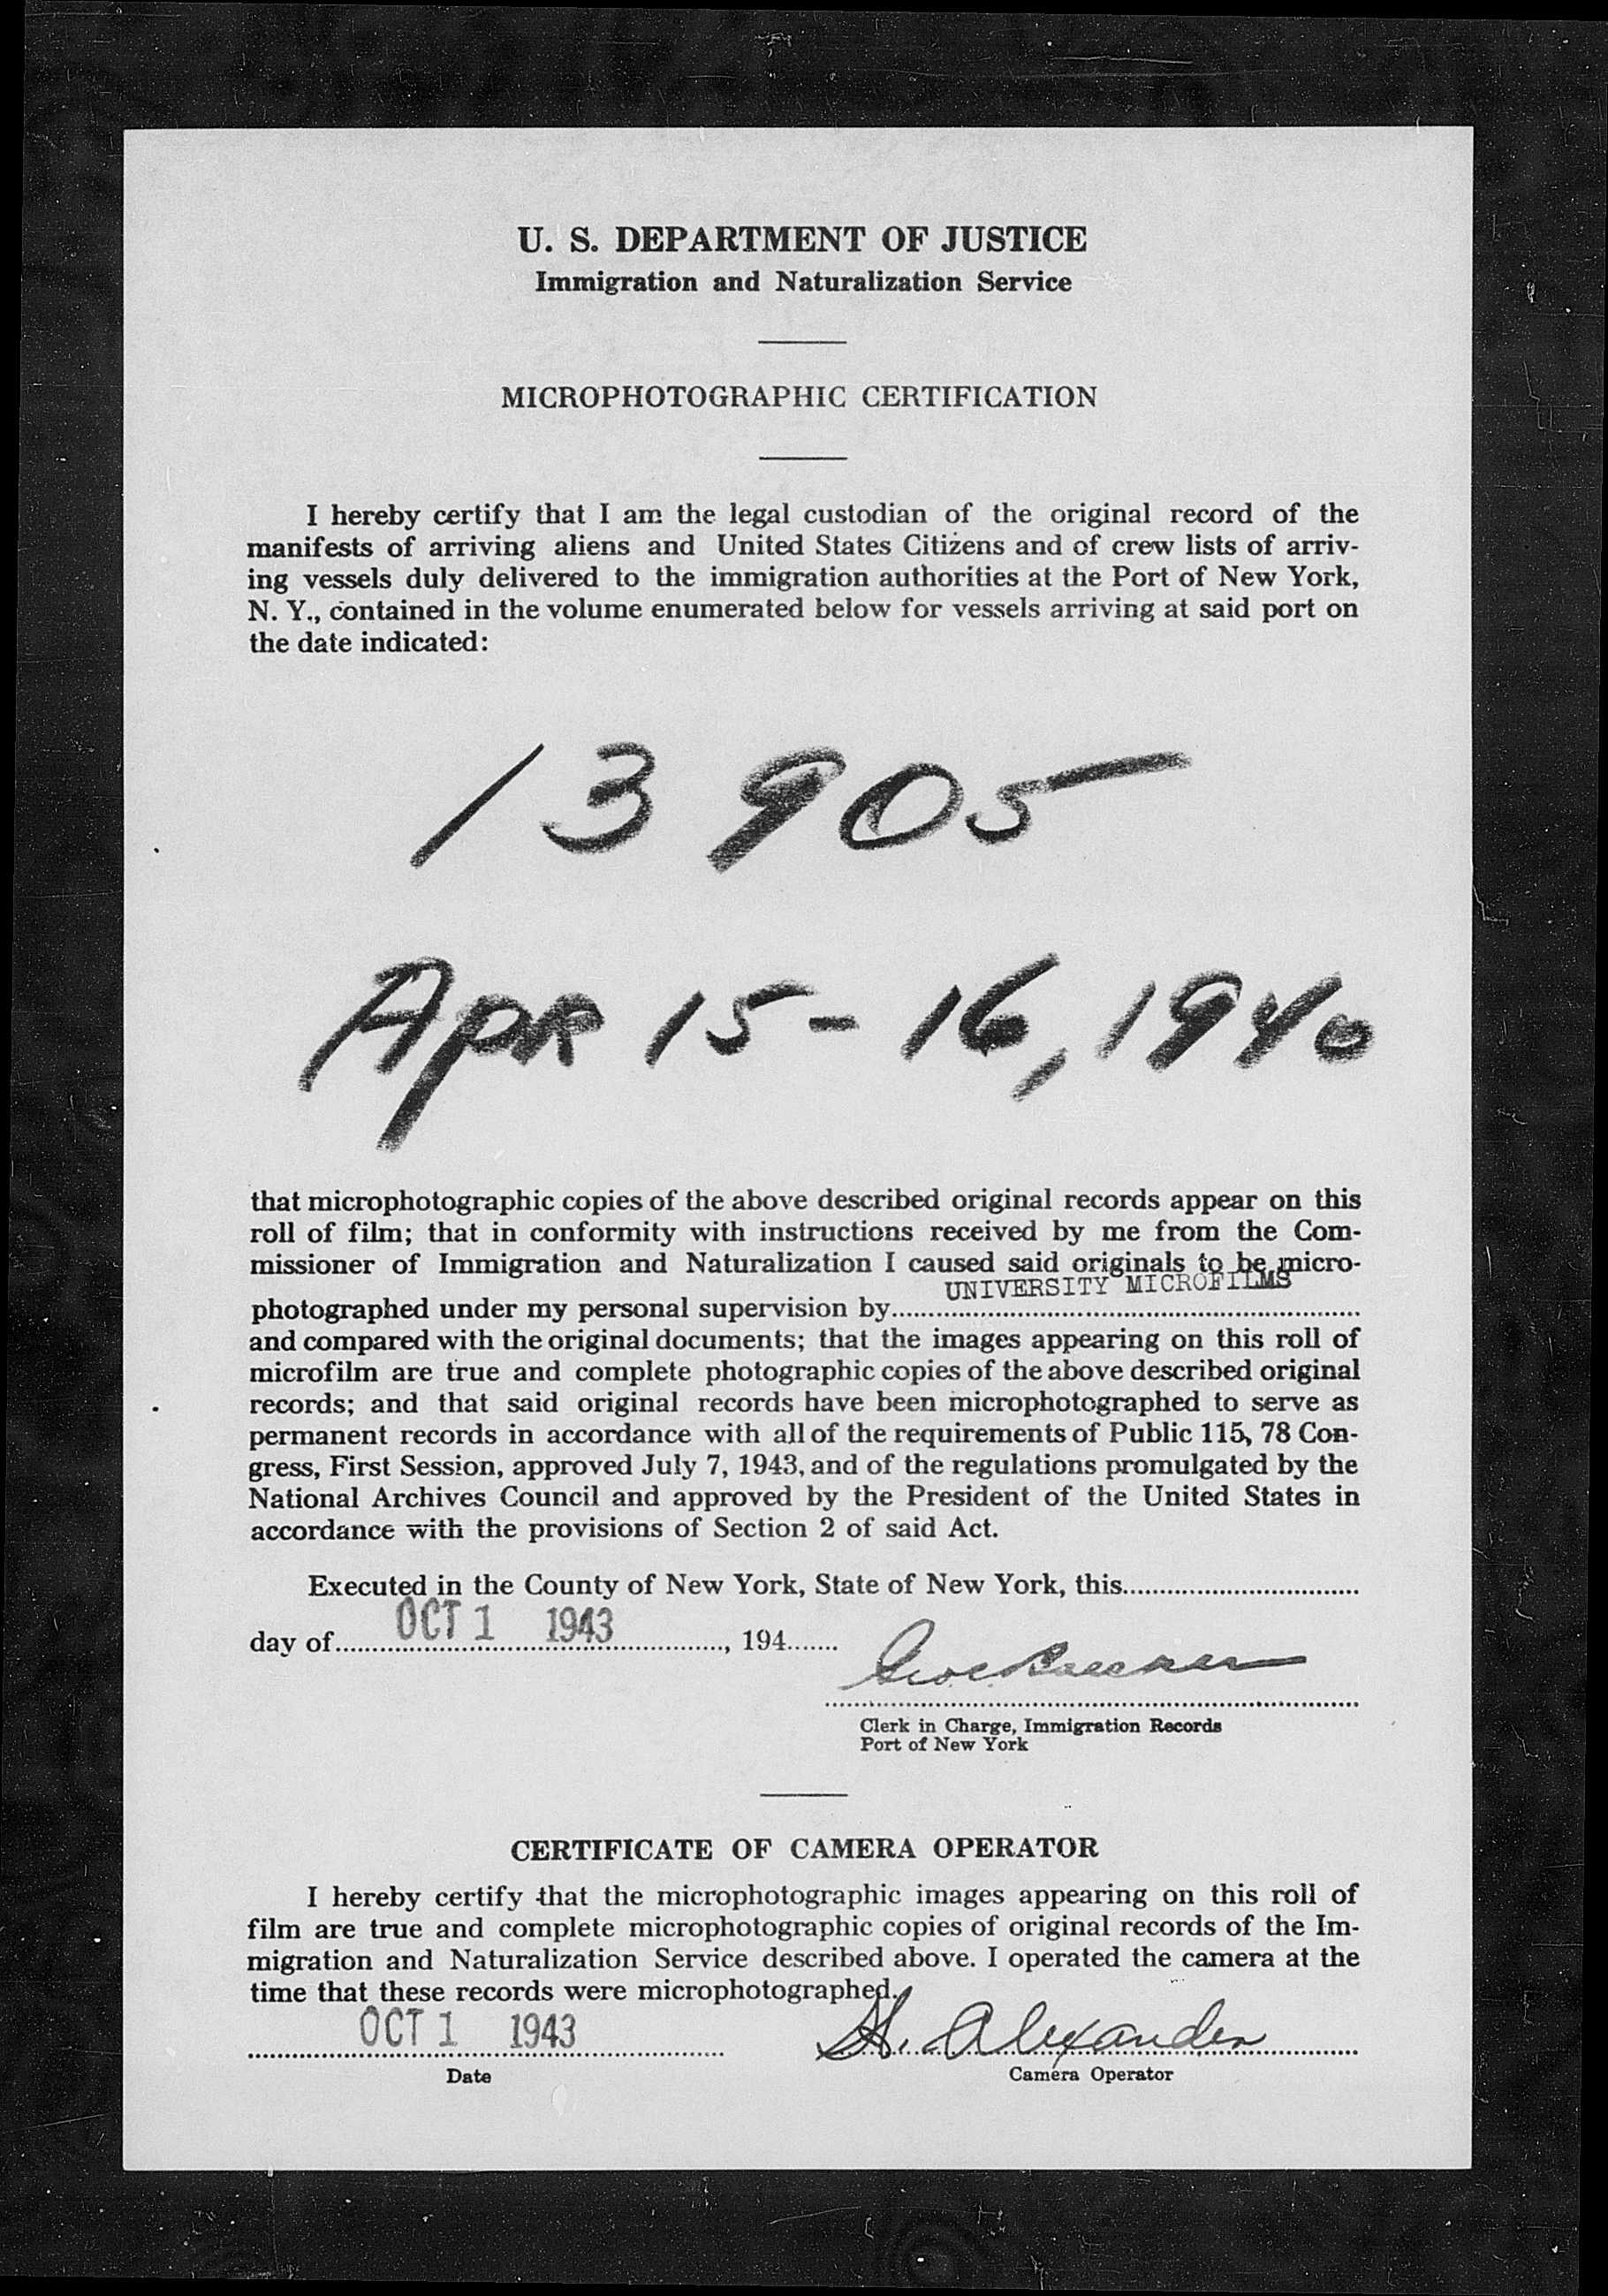 U. S. DEPARTMENT OF JUSTICE
Immigration and Naturalization Service
MICROPHOTOGRAPHIC CERTIFICATION
I hereby certify that I am the legal custodian of the original record of the
manifests of arriving aliens and United States Citizens and of crew lists of arriv-
ing vessels duly delivered to the immigration authorities at the Port of New York,
N. Y., contained in the volume enumerated below for vessels arriving at said port on
the date indicated:
13905
Apr 15-16, 1940
that microphotographic copies of the above described original records appear on this
roll of film; that in conformity with instructions received by me from the Com-
missioner of Immigration and Naturalization I caused said originals to be micro-
UNIVERSITY MICROFILMS
photographed under my personal supervision by
and compared with the original documents; that the images appearing on this roll of
microfilm are true and complete photographic copies of the above described original
records; and that said original records have been microphotographed to serve as
permanent records in accordance with all of the requirements of Public 115, 78 Con-
gress, First Session, approved July 7, 1943, and of the regulations promulgated by the
National Archives Council and approved by the President of the United States in
accordance with the provisions of Section 2 of said Act.
Executed in the County of New York, State of New York, this
day of OCT 1 1943, 194
Clerk in Charge, Immigration Records
Port of New York
CERTIFICATE OF CAMERA OPERATOR
I hereby certify that the microphotographic images appearing on this roll of
film are true and complete microphotographic copies of original records of the Im-
migration and Naturalization Service described above. I operated the camera at the
time that these records were microphotographed.
OCT 1 1943 H. Alexander
Date Camera Operator